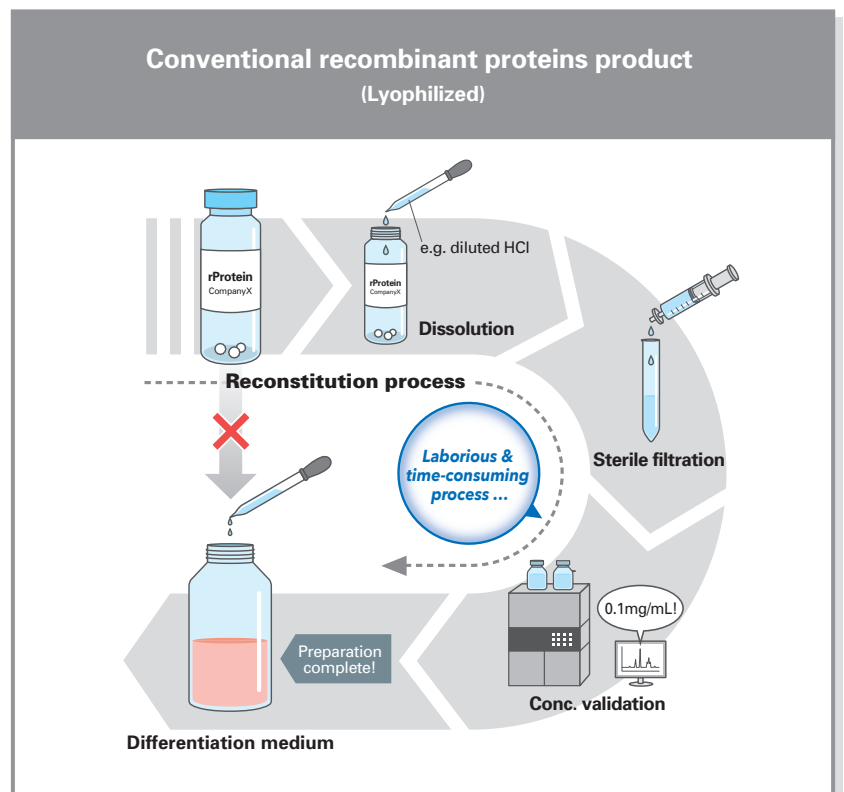 Conventional recombinant proteins product
(Lyophilized)
rProtein
CompanyX
rProtein
CompanyX
e.g. diluted HCl
Dissolution
Reconstitution process
Sterile filtration
Laborious &
time-consuming
process ...
0.1mg/mL!
Conc. validation
Preparation
complete!
Differentiation medium